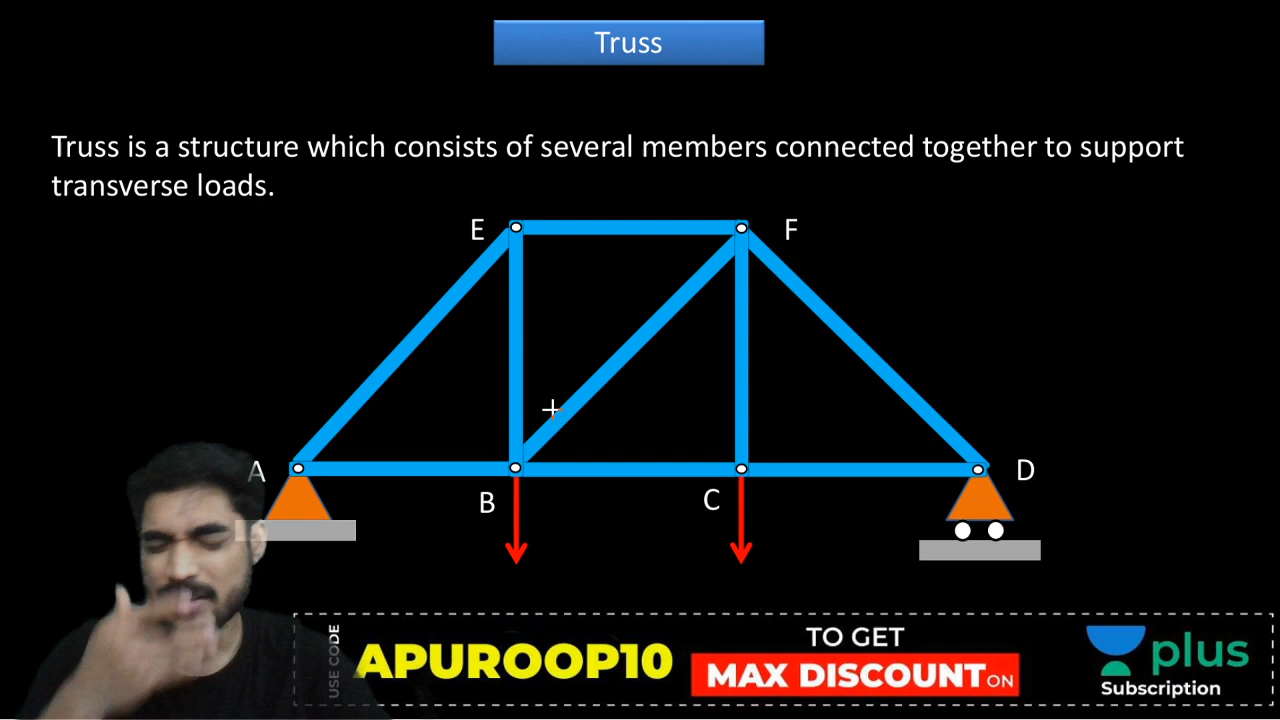 Truss
Truss is a structure which consists of several members connected together to support
transverse loads.
E
F
A
B
C
D
USE CODE
APUROOP10
TO GET
MAX DISCOUNT ON
plus
Subscription